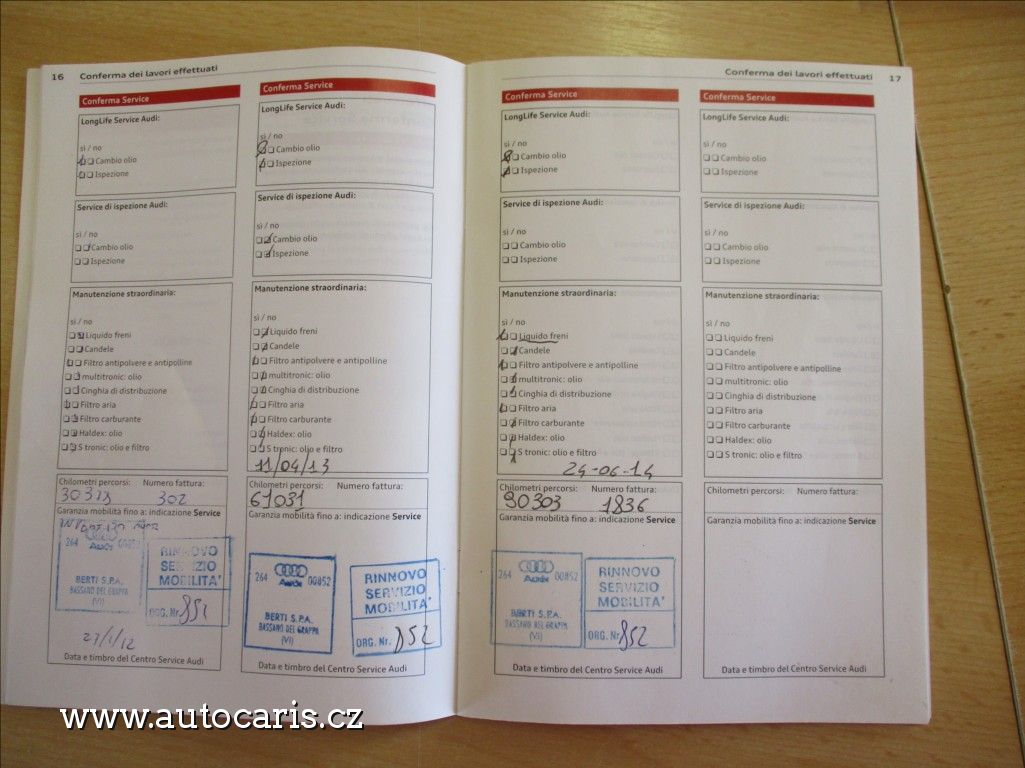 16 Conferma dei lavori effettuati
Conferma Service
LongLife Service Audi:
sì / no
Cambio olio
Ispezione
Service di ispezione Audi:
sì / no
Cambio olio
Ispezione
Manutenzione straordinaria:
sì / no
Liquido freni
Candele
Filtro antipolvere e antipolline
multitronic: olio
Cinghia di distribuzione
Filtro aria
Filtro carburante
Haldex: olio
S tronic: olio e filtro
Chilometri percorsi: Numero fattura:
302
Garanzia mobilità fino a: indicazione Service
264 Audi 00852
BERTI S.P.A.
BASSANO DEL GRAPPA
(VI)
RINNOVO
SERVIZIO
MOBILITA'
ORG. Nr. 852
Data e timbro del Centro Service Audi
Conferma Service
LongLife Service Audi:
sì / no
Cambio olio
Ispezione
Service di ispezione Audi:
sì / no
Cambio olio
Ispezione
Manutenzione straordinaria:
sì / no
Liquido freni
Candele
Filtro antipolvere e antipolline
multitronic: olio
Cinghia di distribuzione
Filtro aria
Filtro carburante
Haldex: olio
S tronic: olio e filtro
11/04/13
Chilometri percorsi: Numero fattura:
61031
Garanzia mobilità fino a: indicazione Service
264 Audi 00852
BERTI S.P.A.
BASSANO DEL GRAPPA
(VI)
RINNOVO
SERVIZIO
MOBILITA'
ORG. Nr. 852
Data e timbro del Centro Service Audi
Conferma dei lavori effettuati 17
Conferma Service
LongLife Service Audi:
sì / no
Cambio olio
Ispezione
Service di ispezione Audi:
sì / no
Cambio olio
Ispezione
Manutenzione straordinaria:
sì / no
Liquido freni
Candele
Filtro antipolvere e antipolline
multitronic: olio
Cinghia di distribuzione
Filtro aria
Filtro carburante
Haldex: olio
S tronic: olio e filtro
24-06-14
Chilometri percorsi: Numero fattura:
90303 1836
Garanzia mobilità fino a: indicazione Service
264 Audi 00852
BERTI S.P.A.
BASSANO DEL GRAPPA
(VI)
RINNOVO
SERVIZIO
MOBILITA'
ORG. Nr. 852
Data e timbro del Centro Service Audi
Conferma Service
LongLife Service Audi:
sì / no
Cambio olio
Ispezione
Service di ispezione Audi:
sì / no
Cambio olio
Ispezione
Manutenzione straordinaria:
sì / no
Liquido freni
Candele
Filtro antipolvere e antipolline
multitronic: olio
Cinghia di distribuzione
Filtro aria
Filtro carburante
Haldex: olio
S tronic: olio e filtro
Chilometri percorsi: Numero fattura:
Garanzia mobilità fino a: indicazione Service
Data e timbro del Centro Service Audi
www.autocaris.cz